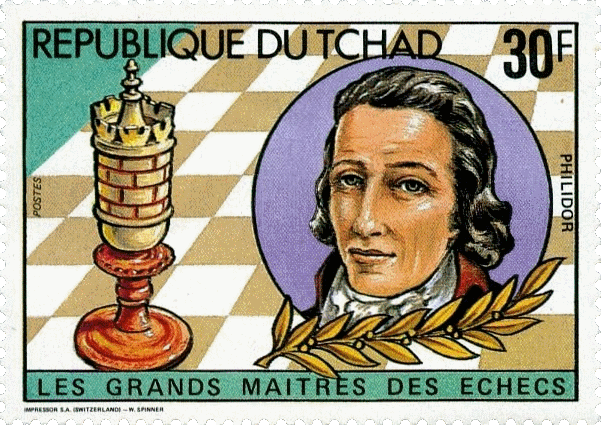 REPUBLIQUE DU TCHAD
30F
POSTES
PHILIDOR
LES GRANDS MAITRES DES ECHECS
IMPRESSOR S.A. (SWITZERLAND) – W. SPINNER